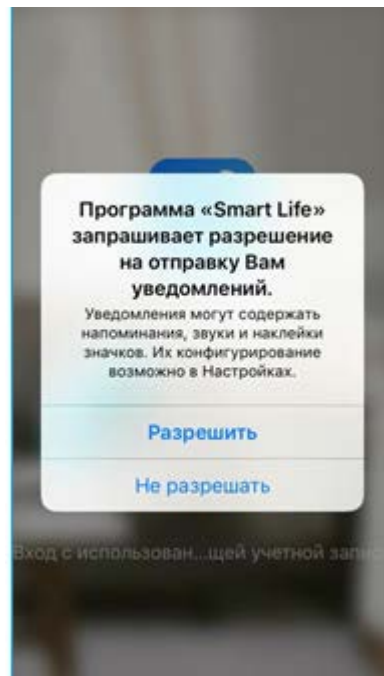 Программа «Smart Life»
запрашивает разрешение
на отправку Вам
уведомлений.
Уведомления могут содержать
напоминания, звуки и наклейки
значков. Их конфигурирование
возможно в Настройках.
Разрешить
Не разрешать
Вход с использован...щей учетной запис